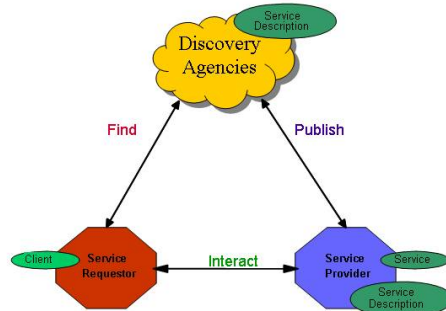 Service
Description
Discovery
Agencies
Find
Publish
Client
Service
Requestor
Interact
Service
Provider
Service
Service
Description